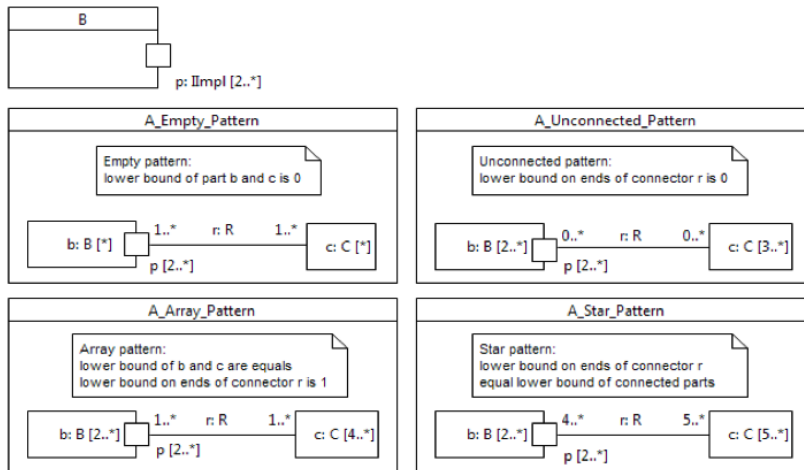 B
p: IImpl [2..*]
A_Empty_Pattern
Empty pattern:
lower bound of part b and c is 0
b: B [*]
1..* r: R 1..*
c: C [*]
p [2..*]
A_Unconnected_Pattern
Unconnected pattern:
lower bound on ends of connector r is 0
b: B [2..*]
0..* r: R 0..*
c: C [3..*]
p [2..*]
A_Array_Pattern
Array pattern:
lower bound of b and c are equals
lower bound on ends of connector r is 1
b: B [2..*]
1..* r: R 1..*
c: C [4..*]
p [2..*]
A_Star_Pattern
Star pattern:
lower bound on ends of connector r
equal lower bound of connected parts
b: B [2..*]
4..* r: R 5..*
c: C [5..*]
p [2..*]